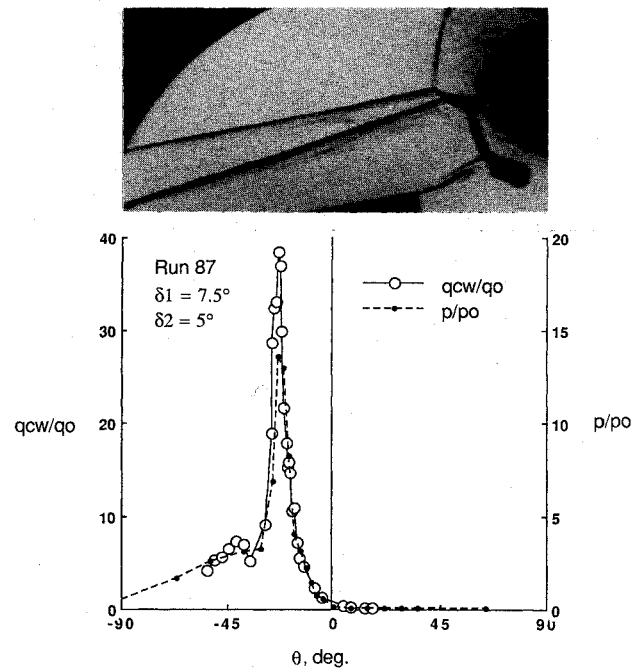 40
20
Run 87
δ1 = 7.5°
δ2 = 5°
qcw/qo
p/po
30
15
qcw/qo
20
10
p/po
10
5
0
0
-90
-45
0
45
90
θ, deg.